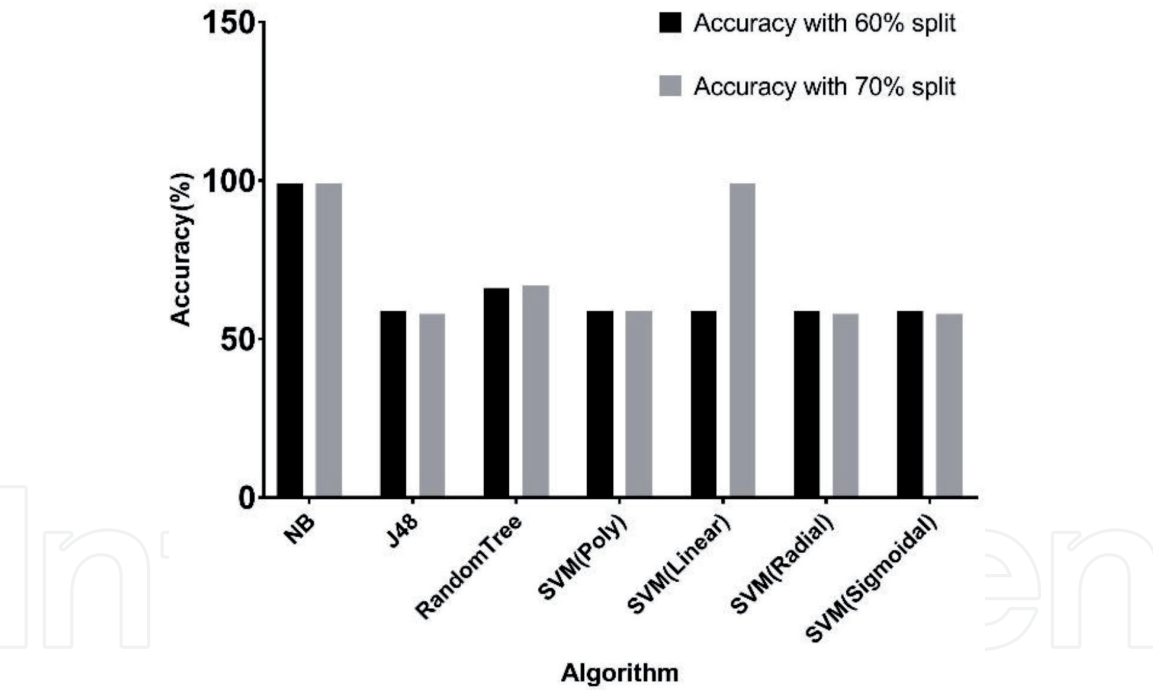 150
Accuracy with 60% split
Accuracy with 70% split
100
Accuracy(%)
50
0
NB
J48
RandomTree
SVM(Poly)
SVM(Linear)
SVM(Radial)
SVM(Sigmoidal)
Algorithm